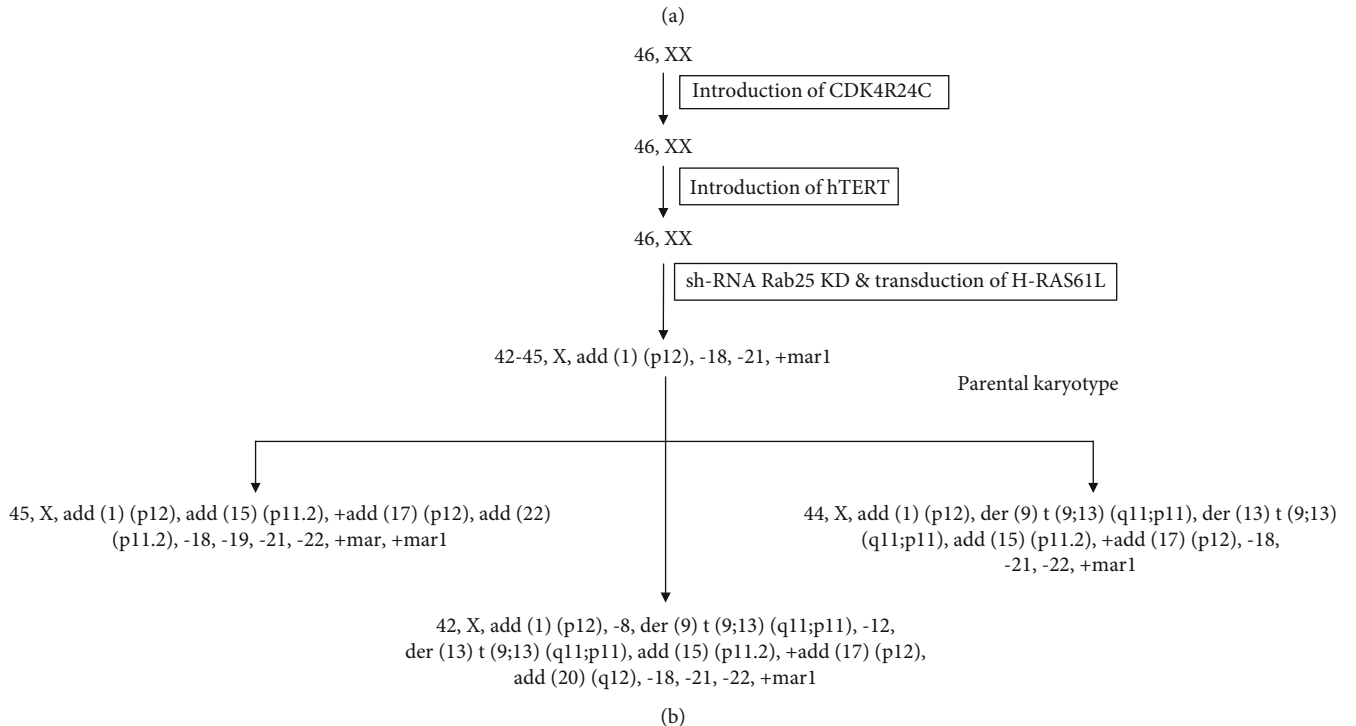 (a)
46, XX
Introduction of CDK4R24C
46, XX
Introduction of hTERT
46, XX
sh-RNA Rab25 KD & transduction of H-RAS61L
42-45, X, add (1) (p12), -18, -21, +mar1
Parental karyotype
45, X, add (1) (p12), add (15) (p11.2), +add (17) (p12), add (22)
(p11.2), -18, -19, -21, -22, +mar, +mar1
44, X, add (1) (p12), der (9) t (9;13) (q11;p11), der (13) t (9;13)
(q11;p11), add (15) (p11.2), +add (17) (p12), -18,
-21, -22, +mar1
42, X, add (1) (p12), -8, der (9) t (9;13) (q11;p11), -12,
der (13) t (9;13) (q11;p11), add (15) (p11.2), +add (17) (p12),
add (20) (q12), -18, -21, -22, +mar1
(b)